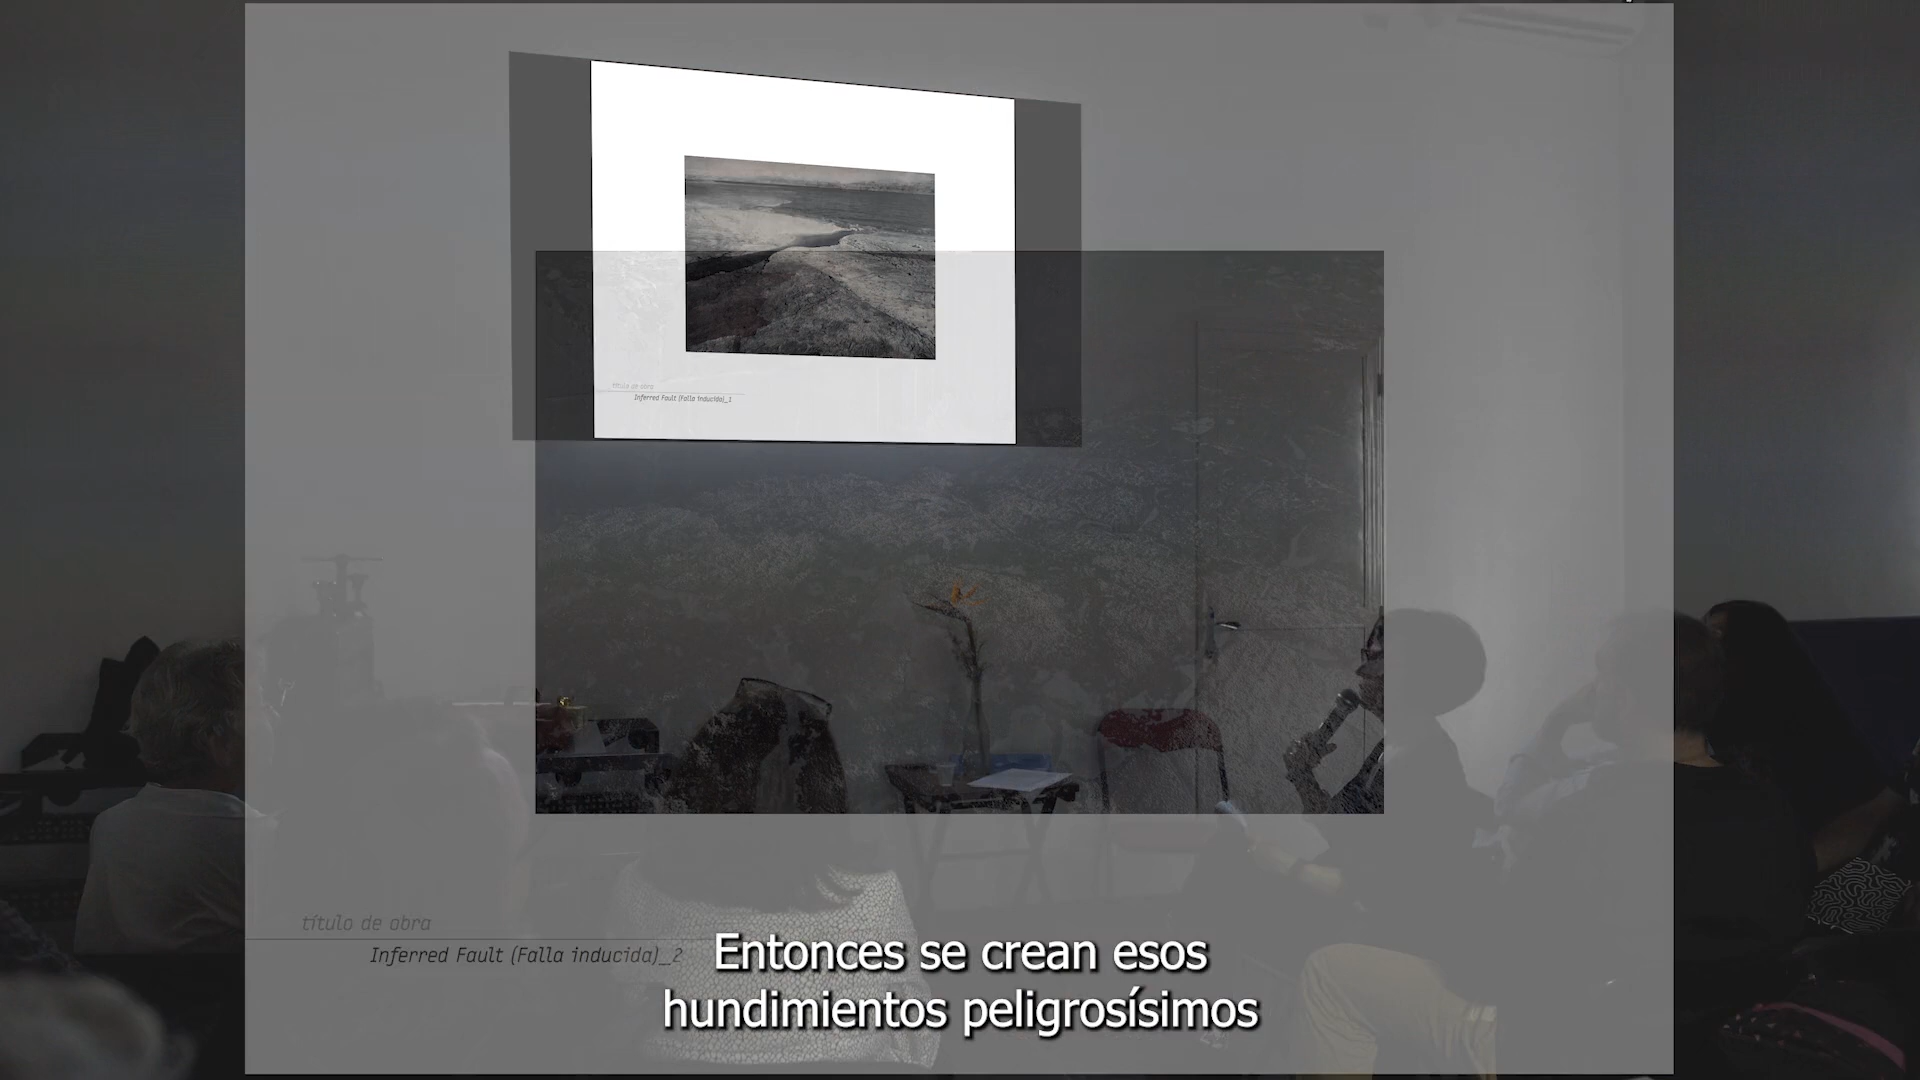 título de obra
Inferred Fault (Falla inducida)_1
título de obra
Inferred Fault (Falla inducida)_2
Entonces se crean esos
hundimientos peligrosísimos